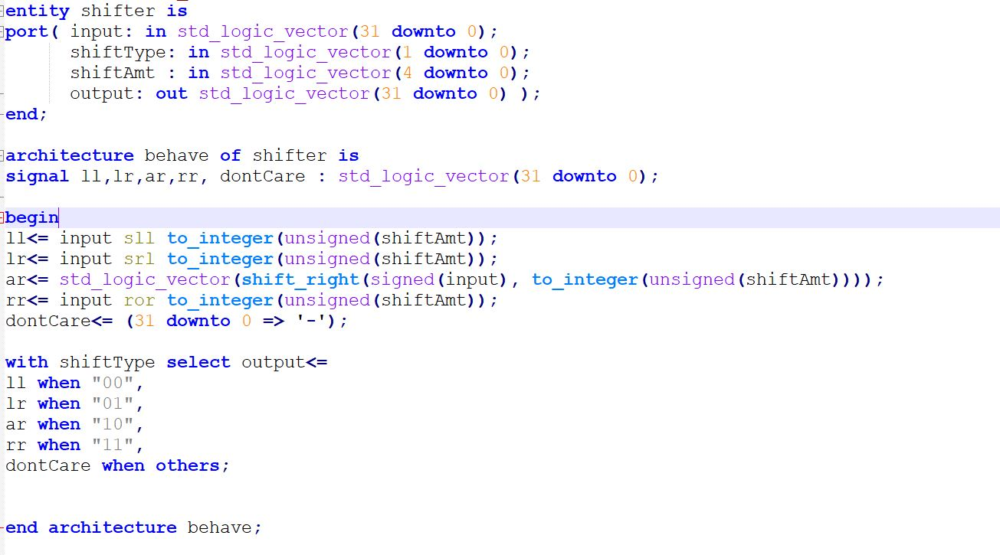 entity shifter is
port( input: in std_logic_vector(31 downto 0);
shiftType: in std_logic_vector(1 downto 0);
shiftAmt : in std_logic_vector(4 downto 0);
output: out std_logic_vector(31 downto 0) );
end;
architecture behave of shifter is
signal ll,lr,ar,rr, dontCare : std_logic_vector(31 downto 0);
begin
ll<= input sll to_integer(unsigned(shiftAmt));
lr<= input srl to_integer(unsigned(shiftAmt));
ar<= std_logic_vector(shift_right(signed(input), to_integer(unsigned(shiftAmt))));
rr<= input ror to_integer(unsigned(shiftAmt));
dontCare<= (31 downto 0 => '-');
with shiftType select output<=
ll when "00",
lr when "01",
ar when "10",
rr when "11",
dontCare when others;
end architecture behave;